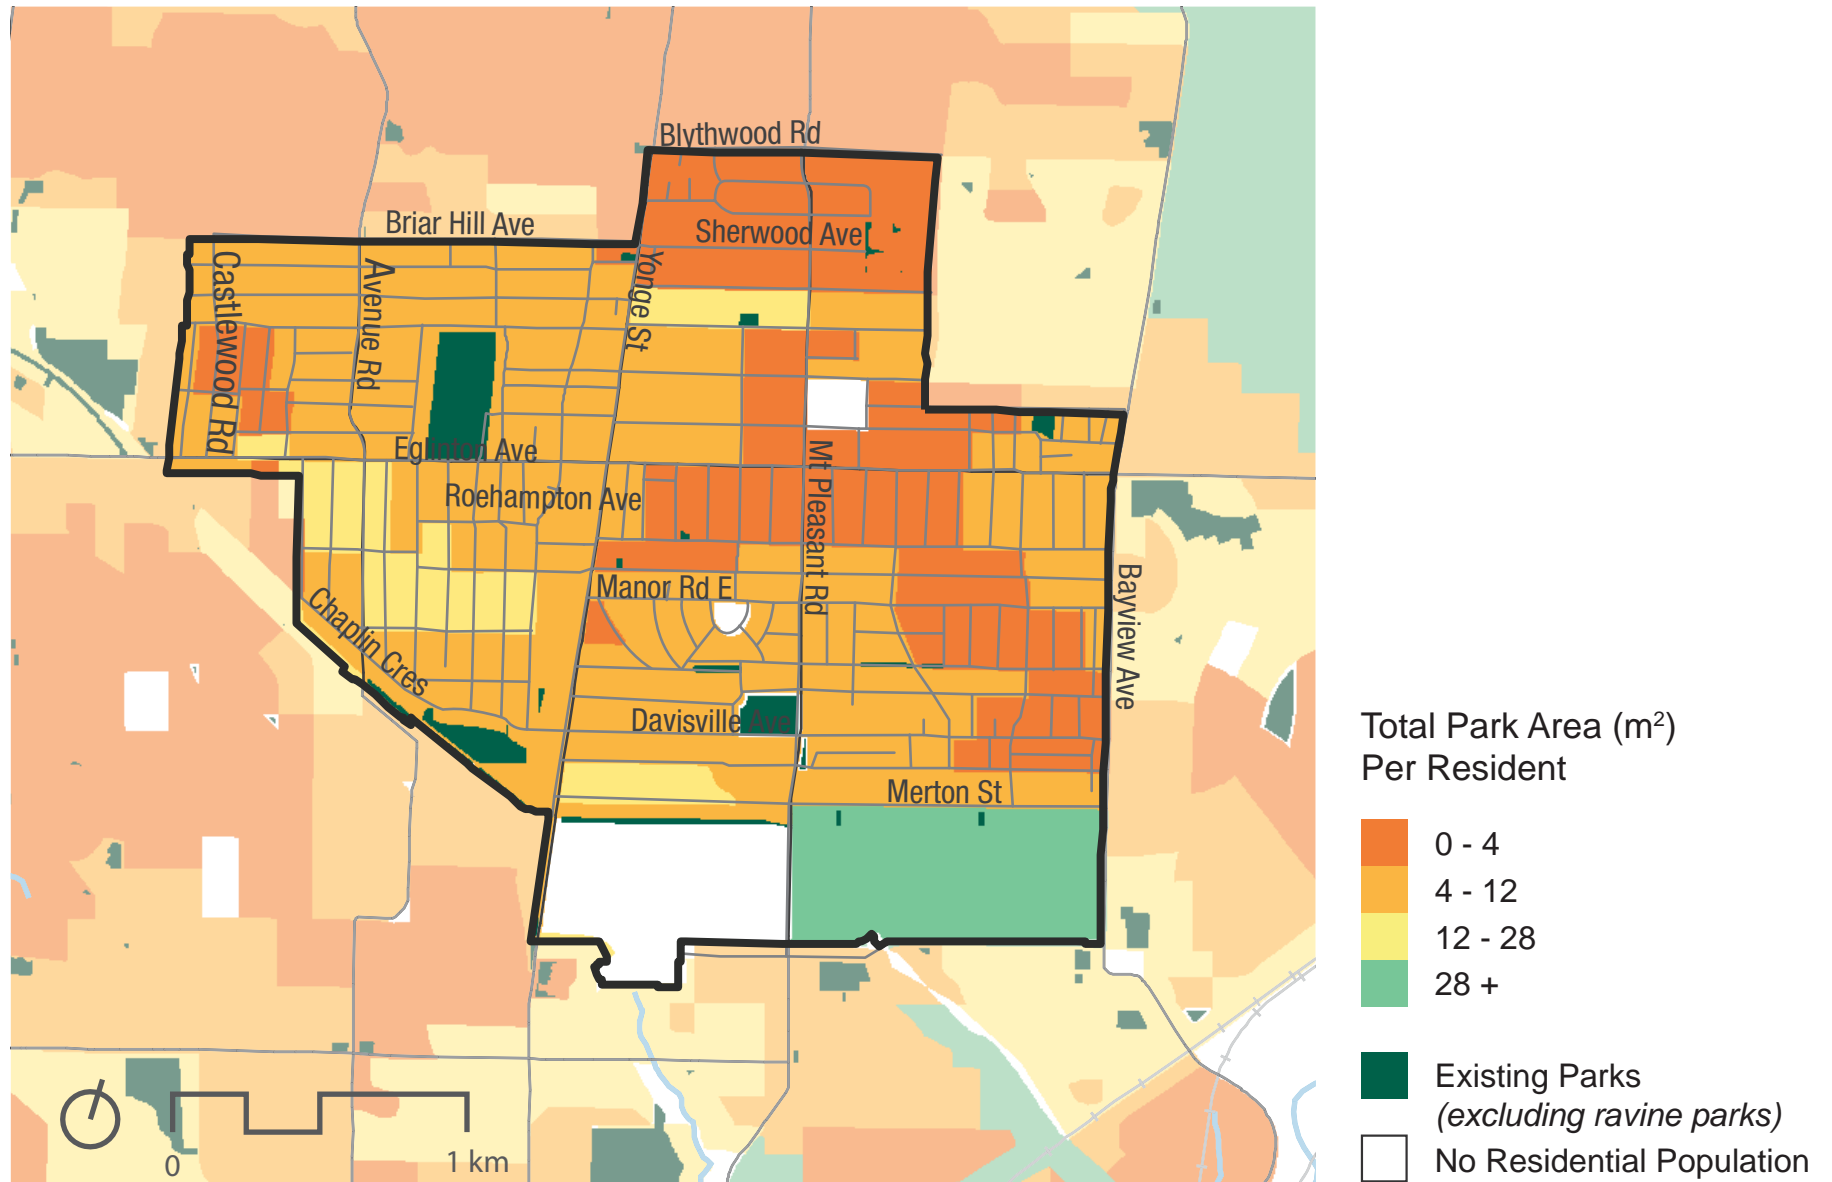 Blythwood Rd
Briar Hill Ave
Sherwood Ave
Castlewood Rd
Avenue Rd
Yonge St
Eglinton Ave
Roehampton Ave
Mt Pleasant Rd
Manor Rd E
Chaplin Cres
Bayview Ave
Davisville Ave
Merton St
Total Park Area (m²)
Per Resident
0 - 4
4 - 12
12 - 28
28 +
Existing Parks
(excluding ravine parks)
No Residential Population
0
1 km